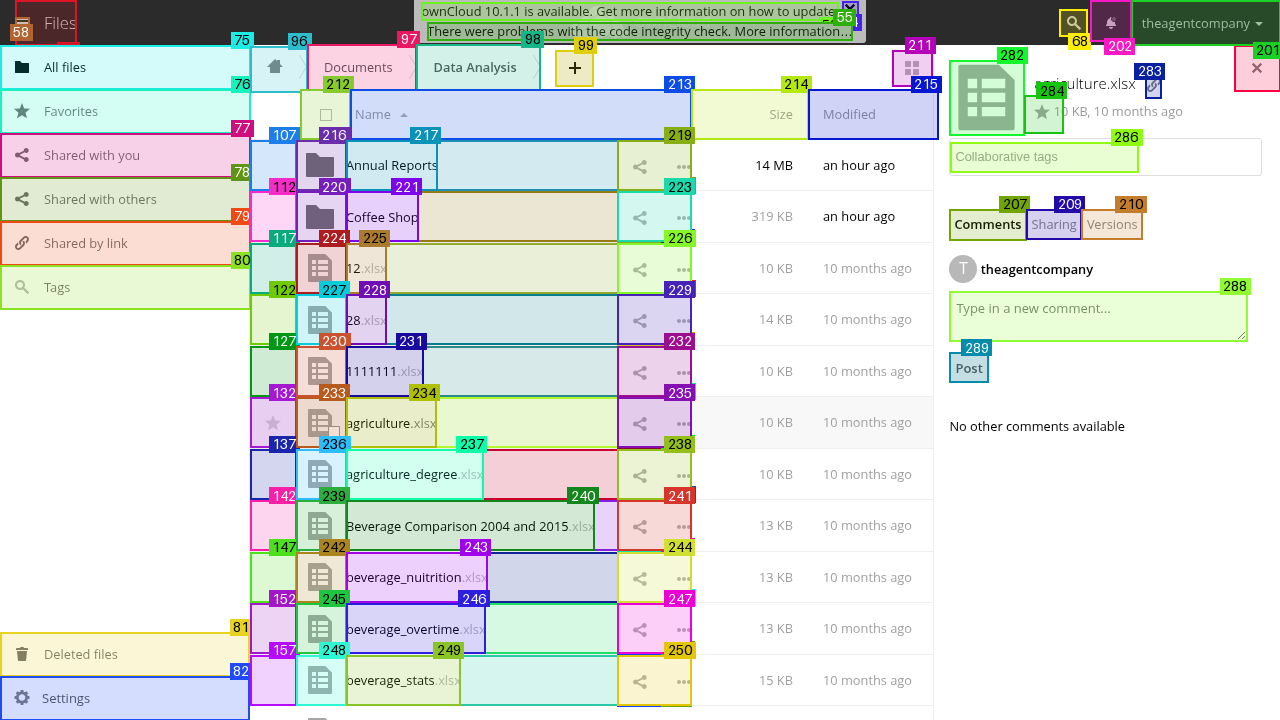 Files
ownCloud 10.1.1 is available. Get more information on how to update
There were problems with the code integrity check. More information...
theagentcompany
58
55
68
202
201
75
All files
76
Favorites
77
Shared with you
78
Shared with others
79
Shared by link
80
Tags
81
Deleted files
82
Settings
96
97
Documents
98
Data Analysis
99
+
211
212
213
Name
214
Size
215
Modified
107
216
217
Annual Reports
219
14 MB
an hour ago
112
220
221
Coffee Shop
223
319 KB
an hour ago
117
224
225
12.xlsx
226
10 KB
10 months ago
122
227
228
28.xlsx
229
14 KB
10 months ago
127
230
231
1111111.xlsx
232
10 KB
10 months ago
132
233
234
agriculture.xlsx
235
10 KB
10 months ago
137
236
237
agriculture_degree.xlsx
238
10 KB
10 months ago
142
239
240
Beverage Comparison 2004 and 2015.xlsx
241
13 KB
10 months ago
147
242
243
beverage_nuitrition.xlsx
244
13 KB
10 months ago
152
245
246
beverage_overtime.xlsx
247
13 KB
10 months ago
157
248
249
beverage_stats.xlsx
250
15 KB
10 months ago
282
283
284
10 KB, 10 months ago
286
Collaborative tags
207
Comments
209
Sharing
210
Versions
T
theagentcompany
288
Type in a new comment...
289
Post
No other comments available